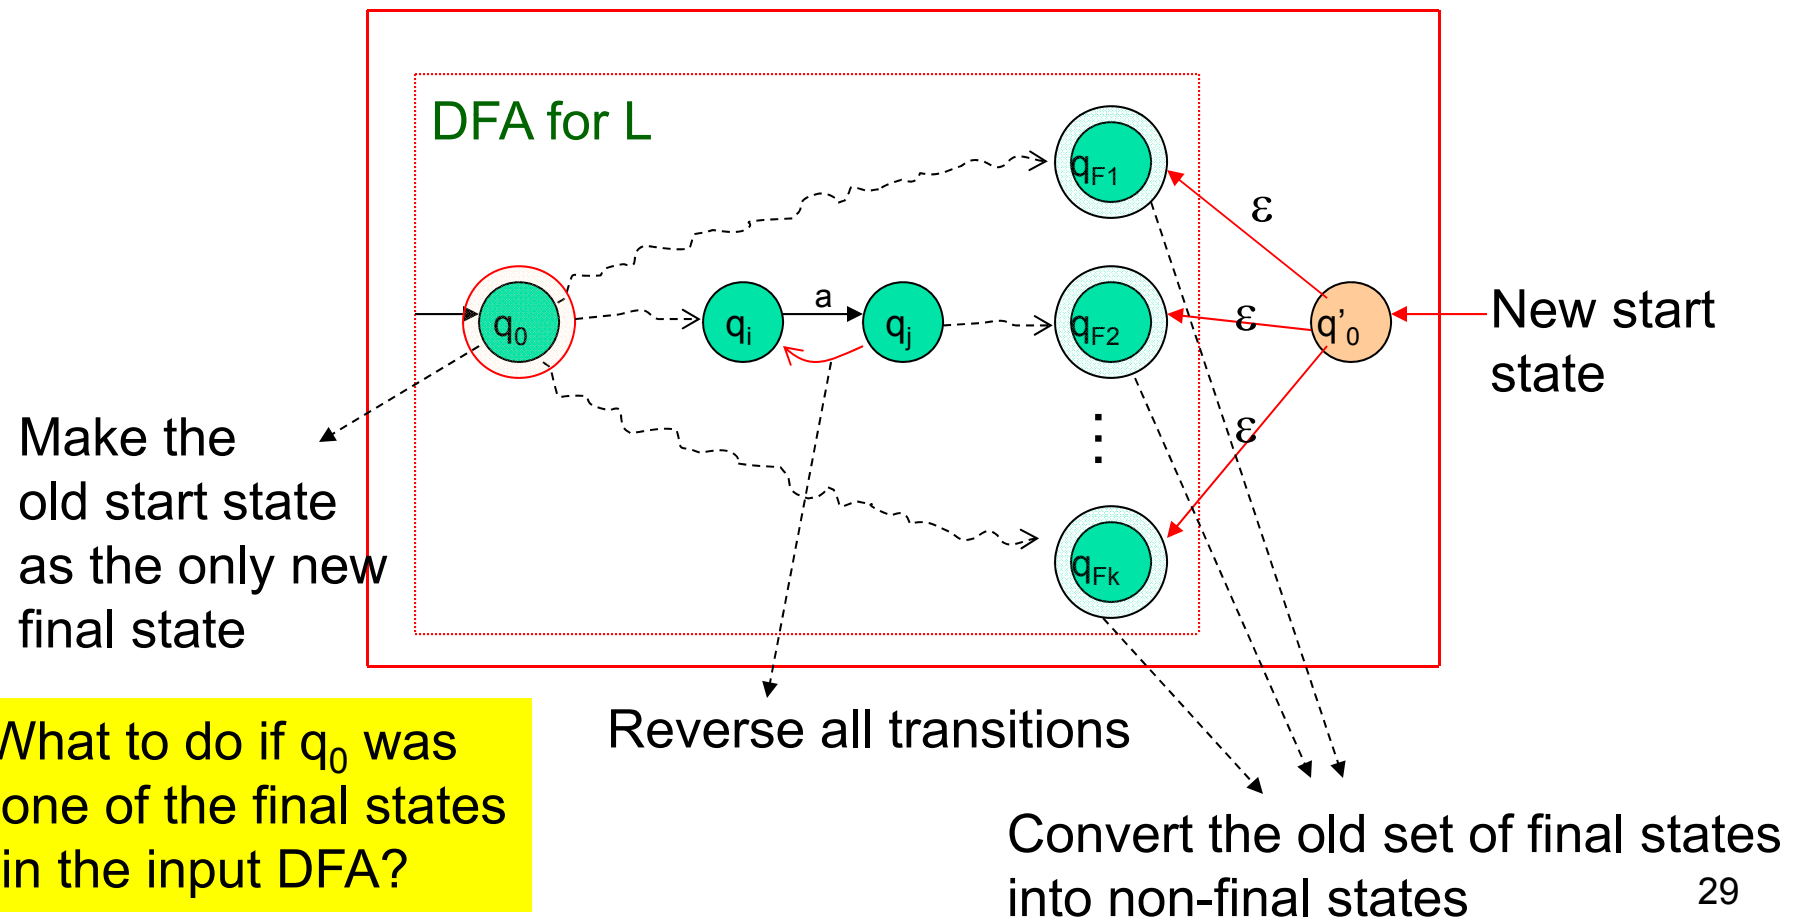 DFA for L
q0
qi
a
qj
qF1
qF2
⋮
qFk
ε
ε
ε
q’0
New start
state
Make the
old start state
as the only new
final state
Reverse all transitions
What to do if q0 was
one of the final states
in the input DFA?
Convert the old set of final states
into non-final states
29